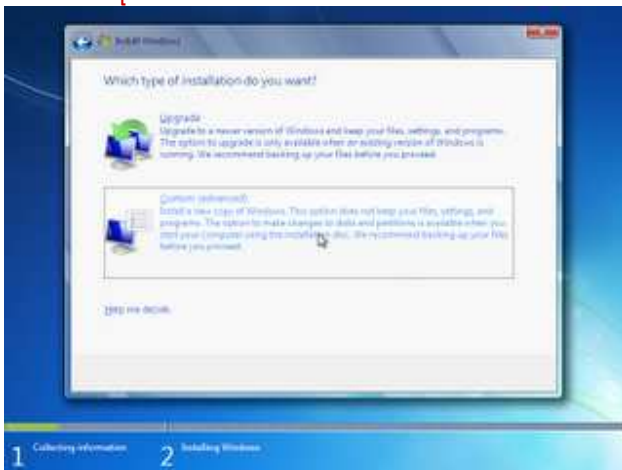 Install Windows
Which type of installation do you want?
Upgrade
Upgrade to a newer version of Windows and keep your files, settings, and programs.
The option to upgrade is only available when an existing version of Windows is
running. We recommend backing up your files before you proceed.
Custom (advanced)
Install a new copy of Windows. This option does not keep your files, settings, and
programs. The option to make changes to disks and partitions is available when you
start your computer using the installation disc. We recommend backing up your files
before you proceed.
Help me decide
1 Collecting information
2 Installing Windows